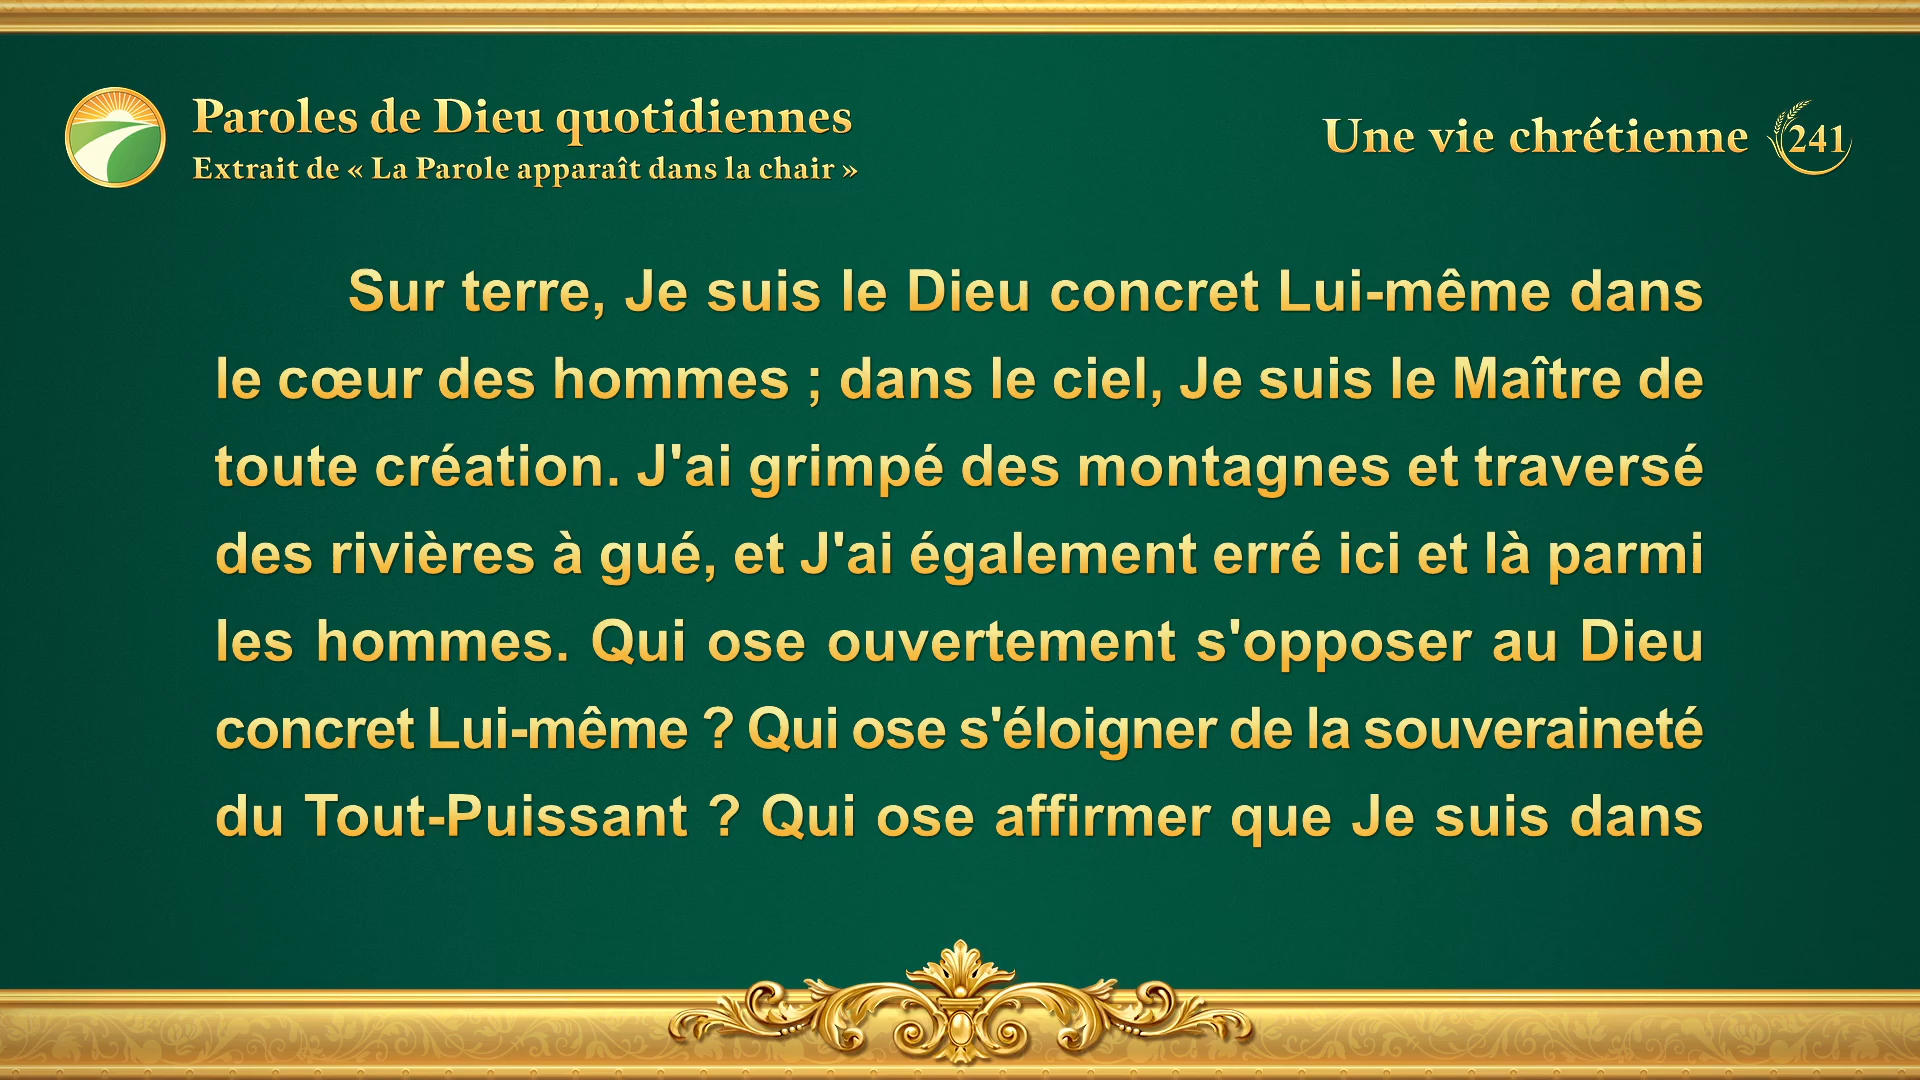 Paroles de Dieu quotidiennes
Extrait de « La Parole apparaît dans la chair »
Une vie chrétienne 241
Sur terre, Je suis le Dieu concret Lui-même dans
le cœur des hommes ; dans le ciel, Je suis le Maître de
toute création. J'ai grimpé des montagnes et traversé
des rivières à gué, et J'ai également erré ici et là parmi
les hommes. Qui ose ouvertement s'opposer au Dieu
concret Lui-même ? Qui ose s'éloigner de la souveraineté
du Tout-Puissant ? Qui ose affirmer que Je suis dans